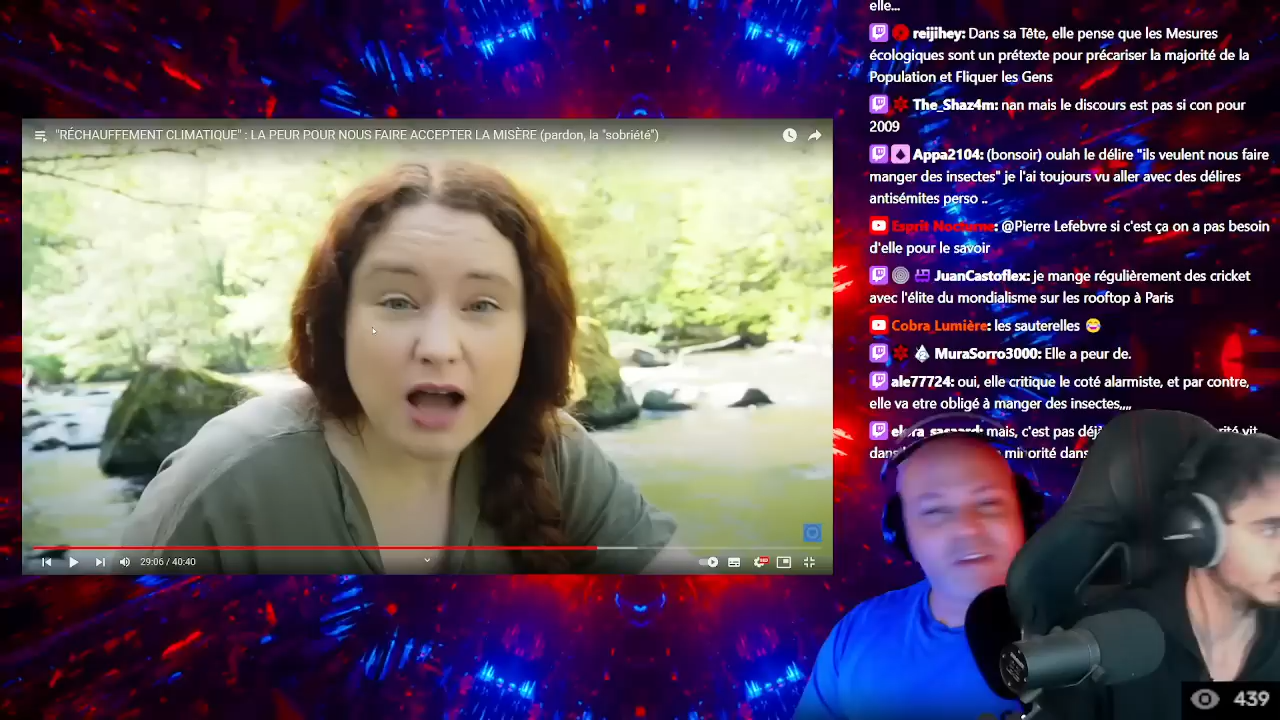 "RÉCHAUFFEMENT CLIMATIQUE" : LA PEUR POUR NOUS FAIRE ACCEPTER LA MISÈRE (pardon, la "sobriété")
29:06 / 40:40
elle...
reijihey: Dans sa Tête, elle pense que les Mesures
écologiques sont un prétexte pour précariser la majorité de la
Population et Fliquer les Gens
The_Shaz4m: nan mais le discours est pas si con pour
2009
Appa2104: (bonsoir) oulah le délire "ils veulent nous faire
manger des insectes" je l'ai toujours vu aller avec des délires
antisémites perso ..
Esprit Nocturne: @Pierre Lefebvre si c'est ça on a pas besoin
d'elle pour le savoir
JuanCastoflex: je mange régulièrement des cricket
avec l'élite du mondialisme sur les rooftop à Paris
Cobra_Lumière: les sauterelles 😂
MuraSorro3000: Elle a peur de.
ale77724: oui, elle critique le coté alarmiste, et par contre,
elle va etre obligé à manger des insectes,,,,
mais, c'est pas déjà vit
dans minorité dans
439